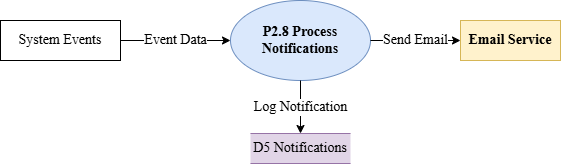 System Events
Event Data
P2.8 Process
Notifications
Send Email
Email Service
Log Notification
D5 Notifications